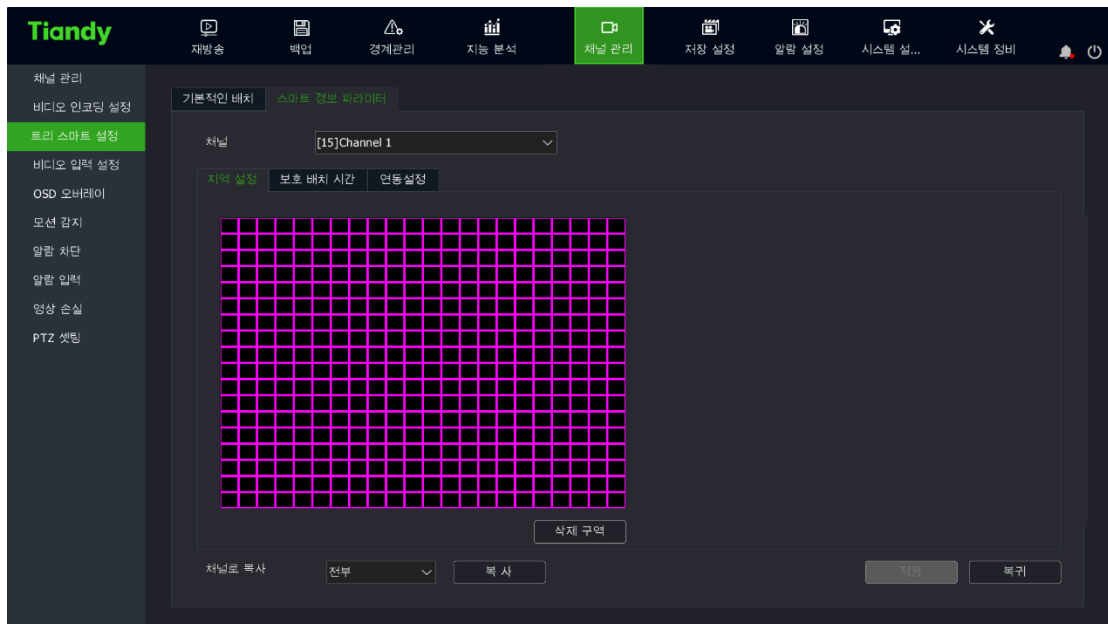 Tiandy
재방송
백업
경계관리
지능 분석
채널 관리
저장 설정
알람 설정
시스템 설...
시스템 정비
채널 관리
비디오 인코딩 설정
트리 스마트 설정
비디오 입력 설정
OSD 오버레이
모션 감지
알람 차단
알람 입력
영상 손실
PTZ 셋팅
기본적인 배치
스마트 경보 파라미터
채널
[15]Channel 1
지역 설정
보호 배치 시간
연동설정
삭제 구역
채널로 복사
전부
복 사
적용
복귀